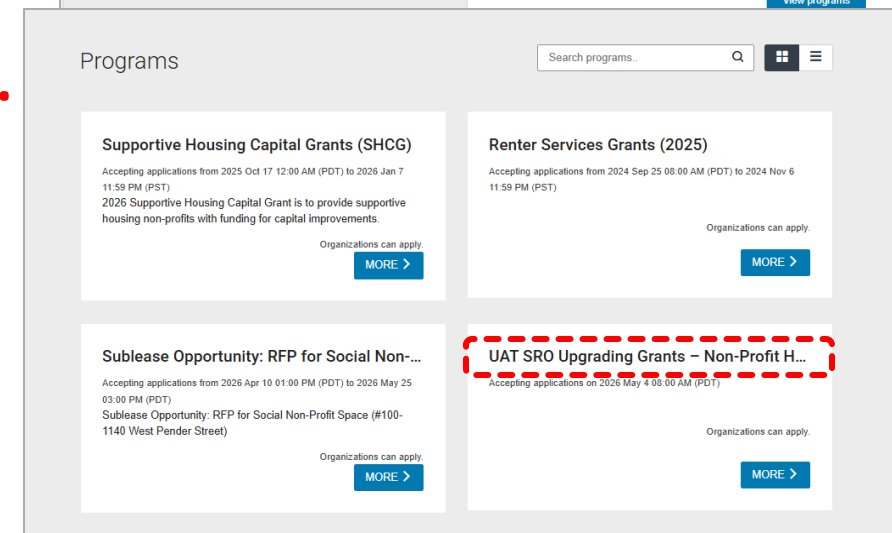 View programs
Programs
Search programs..
Supportive Housing Capital Grants (SHCG)
Accepting applications from 2025 Oct 17 12:00 AM (PDT) to 2026 Jan 7
11:59 PM (PST)
2026 Supportive Housing Capital Grant is to provide supportive
housing non-profits with funding for capital improvements.
Organizations can apply.
MORE
Renter Services Grants (2025)
Accepting applications from 2024 Sep 25 08:00 AM (PDT) to 2024 Nov 6
11:59 PM (PST)
Organizations can apply.
MORE
Sublease Opportunity: RFP for Social Non-...
Accepting applications from 2026 Apr 10 01:00 PM (PDT) to 2026 May 25
03:00 PM (PDT)
Sublease Opportunity: RFP for Social Non-Profit Space (#100-
1140 West Pender Street)
Organizations can apply.
MORE
UAT SRO Upgrading Grants – Non-Profit H...
Accepting applications on 2026 May 4 08:00 AM (PDT)
Organizations can apply.
MORE